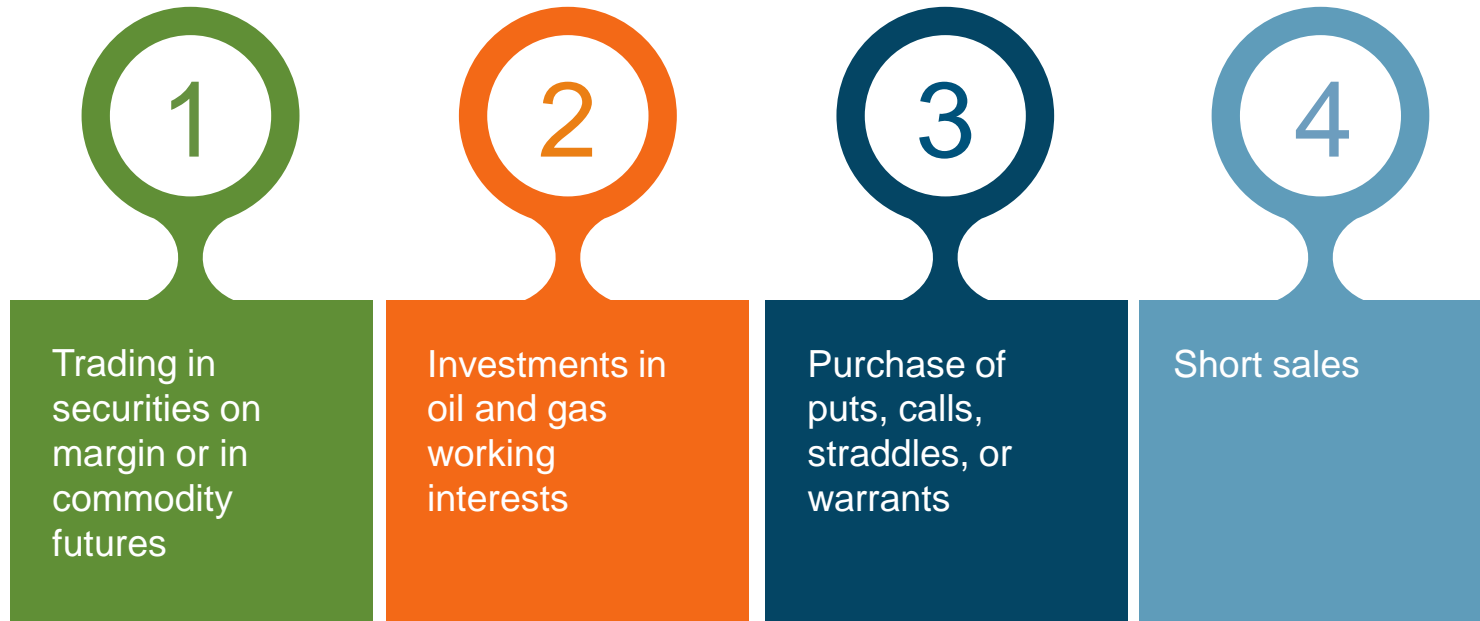 1
Trading in
securities on
margin or in
commodity
futures
2
Investments in
oil and gas
working
interests
3
Purchase of
puts, calls,
straddles, or
warrants
4
Short sales